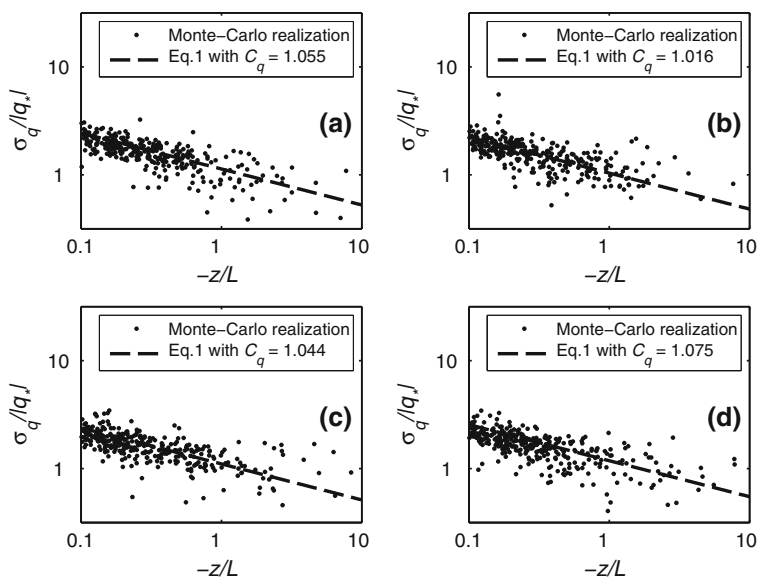 Monte−Carlo realization
Eq.1 with C_q = 1.055
(a)
σ_q/|q_*|
10
1
0.1 1 10
−z/L
Monte−Carlo realization
Eq.1 with C_q = 1.016
(b)
σ_q/|q_*|
10
1
0.1 1 10
−z/L
Monte−Carlo realization
Eq.1 with C_q = 1.044
(c)
σ_q/|q_*|
10
1
0.1 1 10
−z/L
Monte−Carlo realization
Eq.1 with C_q = 1.075
(d)
σ_q/|q_*|
10
1
0.1 1 10
−z/L